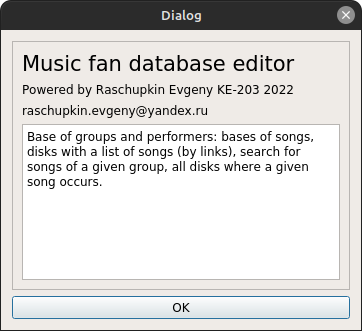 Dialog
Music fan database editor
Powered by Raschupkin Evgeny KE-203 2022
raschupkin.evgeny@yandex.ru
Base of groups and performers: bases of songs,
disks with a list of songs (by links), search for
songs of a given group, all disks where a given
song occurs.
OK